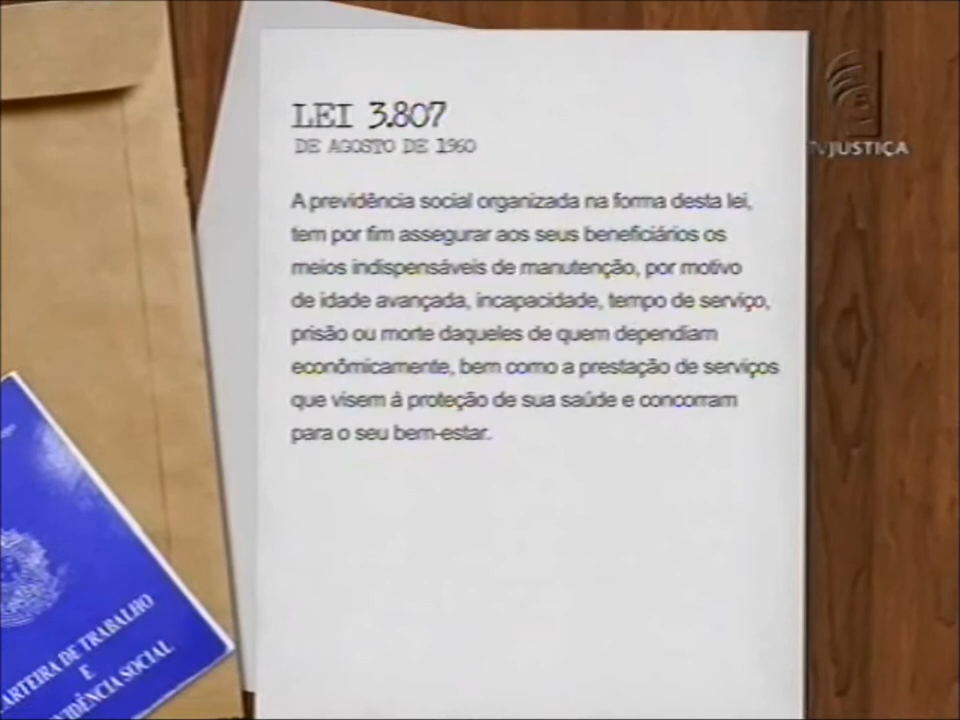 LEI 3.807
DE AGOSTO DE 1960
A previdência social organizada na forma desta lei,
tem por fim assegurar aos seus beneficiários os
meios indispensáveis de manutenção, por motivo
de idade avançada, incapacidade, tempo de serviço,
prisão ou morte daqueles de quem dependiam
econômicamente, bem como a prestação de serviços
que visem à proteção de sua saúde e concorram
para o seu bem-estar.
TV JUSTIÇA
CARTEIRA DE TRABALHO
E
VIDÊNCIA SOCIAL